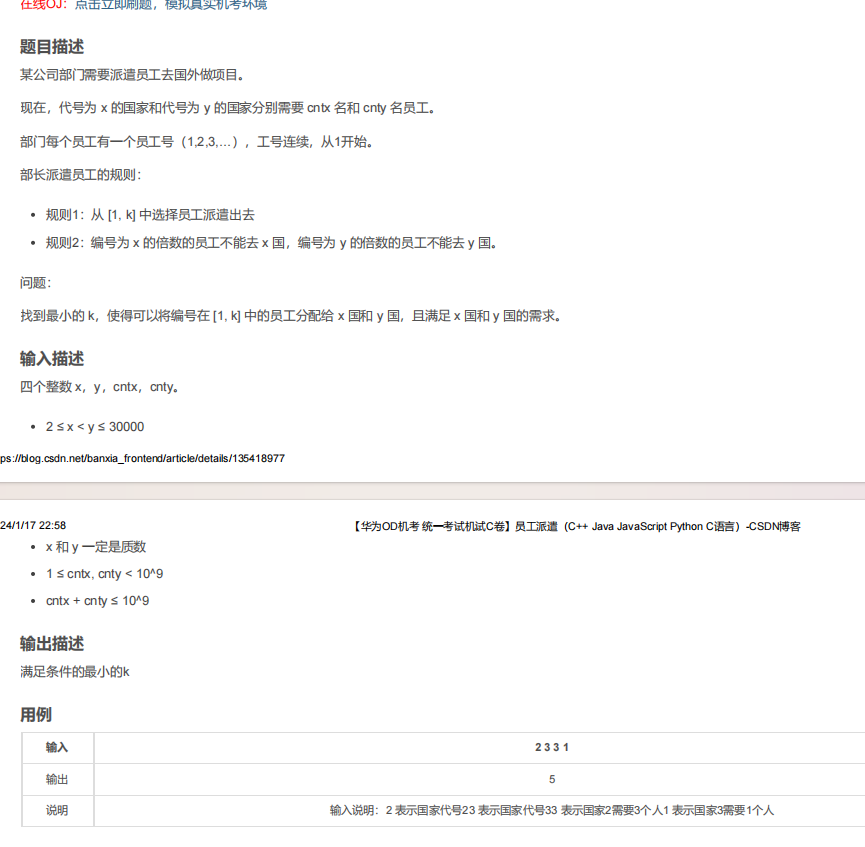 在线OJ：点击立即刷题，模拟真实机考环境
题目描述
某公司部门需要派遣员工去国外做项目。
现在，代号为 x 的国家和代号为 y 的国家分别需要 cntx 名和 cnty 名员工。
部门每个员工有一个员工号（1,2,3,...），工号连续，从1开始。
部长派遣员工的规则：
• 规则1：从 [1, k] 中选择员工派遣出去
• 规则2：编号为 x 的倍数的员工不能去 x 国，编号为 y 的倍数的员工不能去 y 国。
问题：
找到最小的 k，使得可以将编号在 [1, k] 中的员工分配给 x 国和 y 国，且满足 x 国和 y 国的需求。
输入描述
四个整数 x，y，cntx，cnty。
• 2 ≤ x < y ≤ 30000
ps://blog.csdn.net/banxia_frontend/article/details/135418977
24/1/17 22:58 【华为OD机考 统一考试机试C卷】员工派遣（C++ Java JavaScript Python C语言）-CSDN博客
• x 和 y 一定是质数
• 1 ≤ cntx, cnty < 10^9
• cntx + cnty ≤ 10^9
输出描述
满足条件的最小的k
用例
输入 2 3 3 1
输出 5
说明 输入说明：2 表示国家代号23 表示国家代号33 表示国家2需要3个人1 表示国家3需要1个人